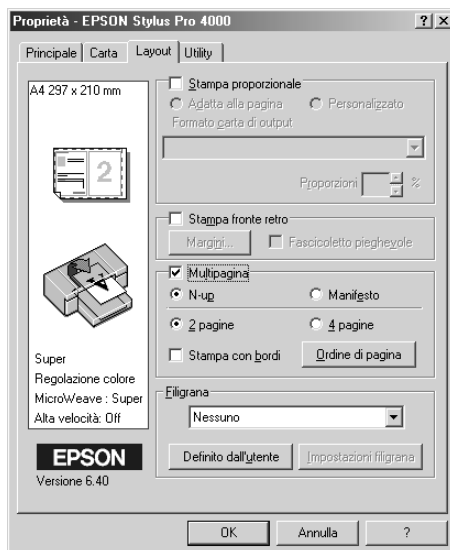 Proprietà - EPSON Stylus Pro 4000
Principale Carta Layout Utility
A4 297 x 210 mm
2
Super
Regolazione colore
MicroWeave : Super
Alta velocità: Off
EPSON
Versione 6.40
Stampa proporzionale
Adatta alla pagina Personalizzato
Formato carta di output
Proporzioni %
Stampa fronte retro
Margini... Fascicoletto pieghevole
Multipagina
N-up Manifesto
2 pagine 4 pagine
Stampa con bordi Ordine di pagina
Filigrana
Nessuno
Definito dall'utente Impostazioni filigrana
OK Annulla ?